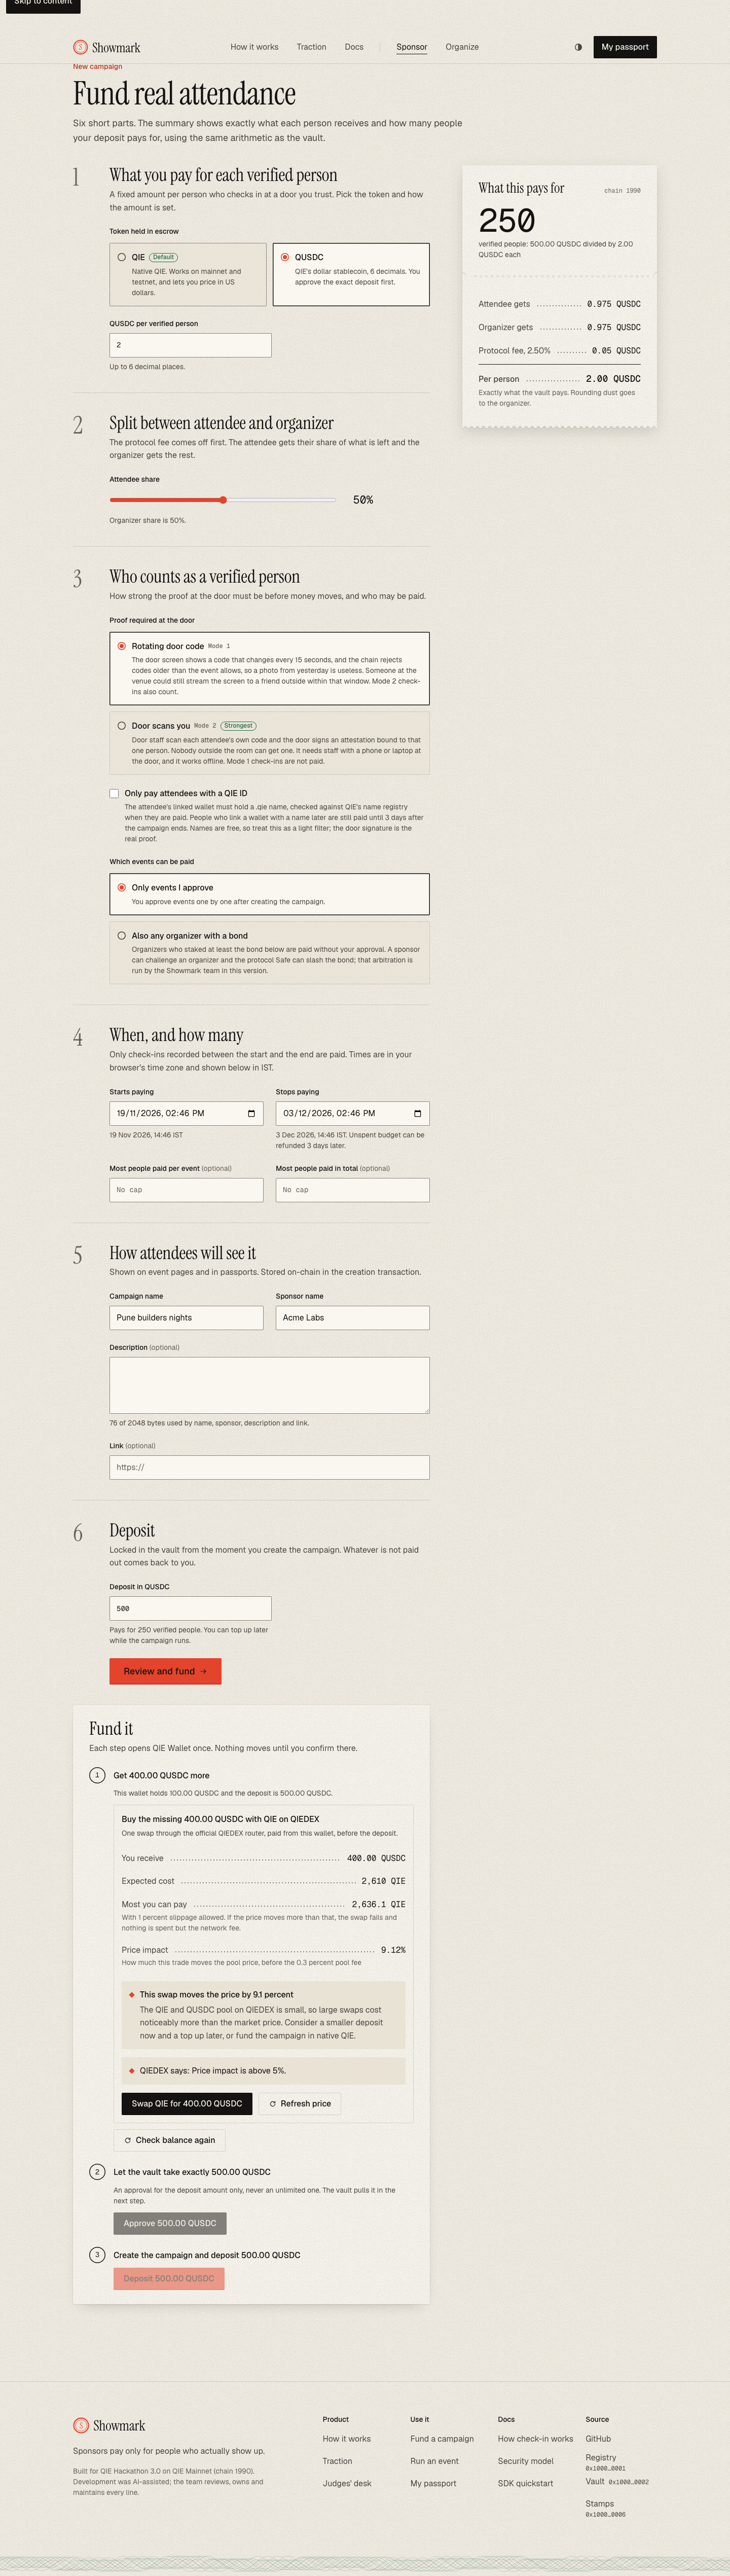 Skip to content
Showmark
How it works
Traction
Docs
Sponsor
Organize
My passport
New campaign
Fund real attendance
Six short parts. The summary shows exactly what each person receives and how many people
your deposit pays for, using the same arithmetic as the vault.
1
What you pay for each verified person
A fixed amount per person who checks in at a door you trust. Pick the token and how
the amount is set.
Token held in escrow
QIE Default
Native QIE. Works on mainnet and
testnet, and lets you price in US
dollars.
QUSDC
QIE's dollar stablecoin, 6 decimals. You
approve the exact deposit first.
QUSDC per verified person
2
Up to 6 decimal places.
What this pays for
chain 1990
250
verified people: 500.00 QUSDC divided by 2.00
QUSDC each
Attendee gets 0.975 QUSDC
Organizer gets 0.975 QUSDC
Protocol fee, 2.50% 0.05 QUSDC
Per person 2.00 QUSDC
Exactly what the vault pays. Rounding dust goes
to the organizer.
2
Split between attendee and organizer
The protocol fee comes off first. The attendee gets their share of what is left and the
organizer gets the rest.
Attendee share
50%
Organizer share is 50%.
3
Who counts as a verified person
How strong the proof at the door must be before money moves, and who may be paid.
Proof required at the door
Rotating door code Mode 1
The door screen shows a code that changes every 15 seconds, and the chain rejects
codes older than the event allows, so a photo from yesterday is useless. Someone at the
venue could still stream the screen to a friend outside within that window. Mode 2 check-
ins also count.
Door scans you Mode 2 Strongest
Door staff scan each attendee's own code and the door signs an attestation bound to that
one person. Nobody outside the room can get one. It needs staff with a phone or laptop at
the door, and it works offline. Mode 1 check-ins are not paid.
Only pay attendees with a QIE ID
The attendee's linked wallet must hold a .qie name, checked against QIE's name registry
when they are paid. People who link a wallet with a name later are still paid until 3 days after
the campaign ends. Names are free, so treat this as a light filter; the door signature is the
real proof.
Which events can be paid
Only events I approve
You approve events one by one after creating the campaign.
Also any organizer with a bond
Organizers who staked at least the bond below are paid without your approval. A sponsor
can challenge an organizer and the protocol Safe can slash the bond; that arbitration is
run by the Showmark team in this version.
4
When, and how many
Only check-ins recorded between the start and the end are paid. Times are in your
browser's time zone and shown below in IST.
Starts paying
19/11/2026, 02:46 PM
19 Nov 2026, 14:46 IST
Stops paying
03/12/2026, 02:46 PM
3 Dec 2026, 14:46 IST. Unspent budget can be
refunded 3 days later.
Most people paid per event (optional)
No cap
Most people paid in total (optional)
No cap
5
How attendees will see it
Shown on event pages and in passports. Stored on-chain in the creation transaction.
Campaign name
Pune builders nights
Sponsor name
Acme Labs
Description (optional)
76 of 2048 bytes used by name, sponsor, description and link.
Link (optional)
https://
6
Deposit
Locked in the vault from the moment you create the campaign. Whatever is not paid
out comes back to you.
Deposit in QUSDC
500
Pays for 250 verified people. You can top up later
while the campaign runs.
Review and fund →
Fund it
Each step opens QIE Wallet once. Nothing moves until you confirm there.
1
Get 400.00 QUSDC more
This wallet holds 100.00 QUSDC and the deposit is 500.00 QUSDC.
Buy the missing 400.00 QUSDC with QIE on QIEDEX
One swap through the official QIEDEX router, paid from this wallet, before the deposit.
You receive 400.00 QUSDC
Expected cost 2,610 QIE
Most you can pay 2,636.1 QIE
With 1 percent slippage allowed. If the price moves more than that, the swap fails and
nothing is spent but the network fee.
Price impact 9.12%
How much this trade moves the pool price, before the 0.3 percent pool fee
This swap moves the price by 9.1 percent
The QIE and QUSDC pool on QIEDEX is small, so large swaps cost
noticeably more than the market price. Consider a smaller deposit
now and a top up later, or fund the campaign in native QIE.
QIEDEX says: Price impact is above 5%.
Swap QIE for 400.00 QUSDC
Refresh price
Check balance again
2
Let the vault take exactly 500.00 QUSDC
An approval for the deposit amount only, never an unlimited one. The vault pulls it in the
next step.
Approve 500.00 QUSDC
3
Create the campaign and deposit 500.00 QUSDC
Deposit 500.00 QUSDC
Showmark
Sponsors pay only for people who actually show up.
Built for QIE Hackathon 3.0 on QIE Mainnet (chain 1990).
Development was AI-assisted; the team reviews, owns and
maintains every line.
Product
How it works
Traction
Judges' desk
Use it
Fund a campaign
Run an event
My passport
Docs
How check-in works
Security model
SDK quickstart
Source
GitHub
Registry
0x1000…0001
Vault 0x1000…0002
Stamps
0x1000…0006